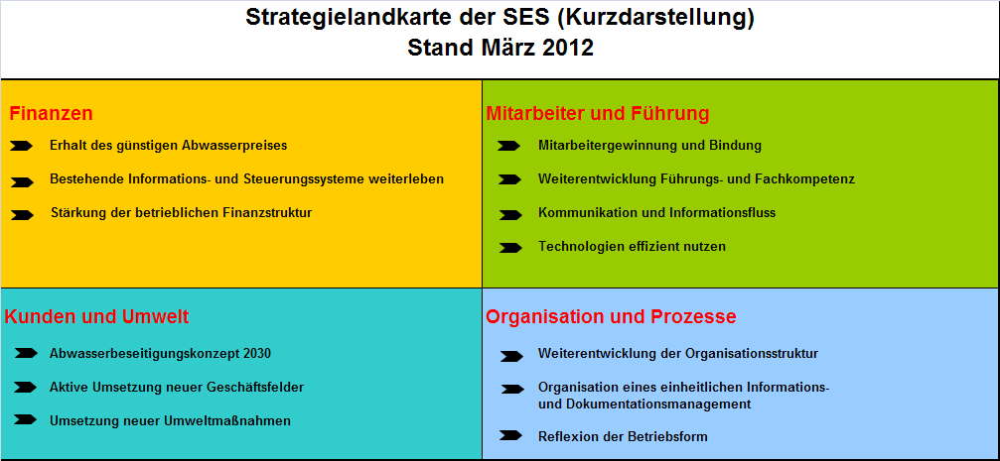 Strategielandkarte der SES (Kurzdarstellung)
Stand März 2012
Finanzen
Erhalt des günstigen Abwasserpreises
Bestehende Informations- und Steuerungssysteme weiterleben
Stärkung der betrieblichen Finanzstruktur
Mitarbeiter und Führung
Mitarbeitergewinnung und Bindung
Weiterentwicklung Führungs- und Fachkompetenz
Kommunikation und Informationsfluss
Technologien effizient nutzen
Kunden und Umwelt
Abwasserbeseitigungskonzept 2030
Aktive Umsetzung neuer Geschäftsfelder
Umsetzung neuer Umweltmaßnahmen
Organisation und Prozesse
Weiterentwicklung der Organisationsstruktur
Organisation eines einheitlichen Informations-
und Dokumentationsmanagement
Reflexion der Betriebsform